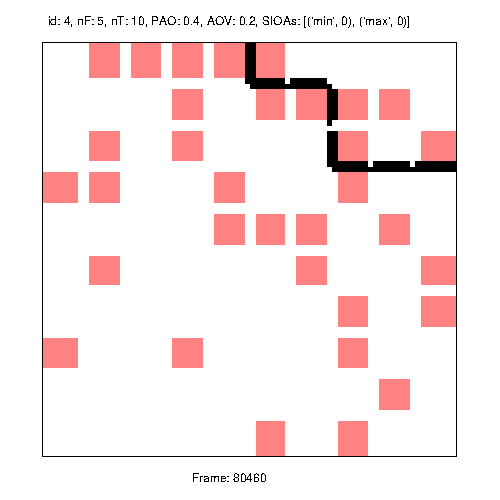 id: 4, nF: 5, nT: 10, PAO: 0.4, AOV: 0.2, SIOAs: [('min', 0), ('max', 0)]
Frame: 80460